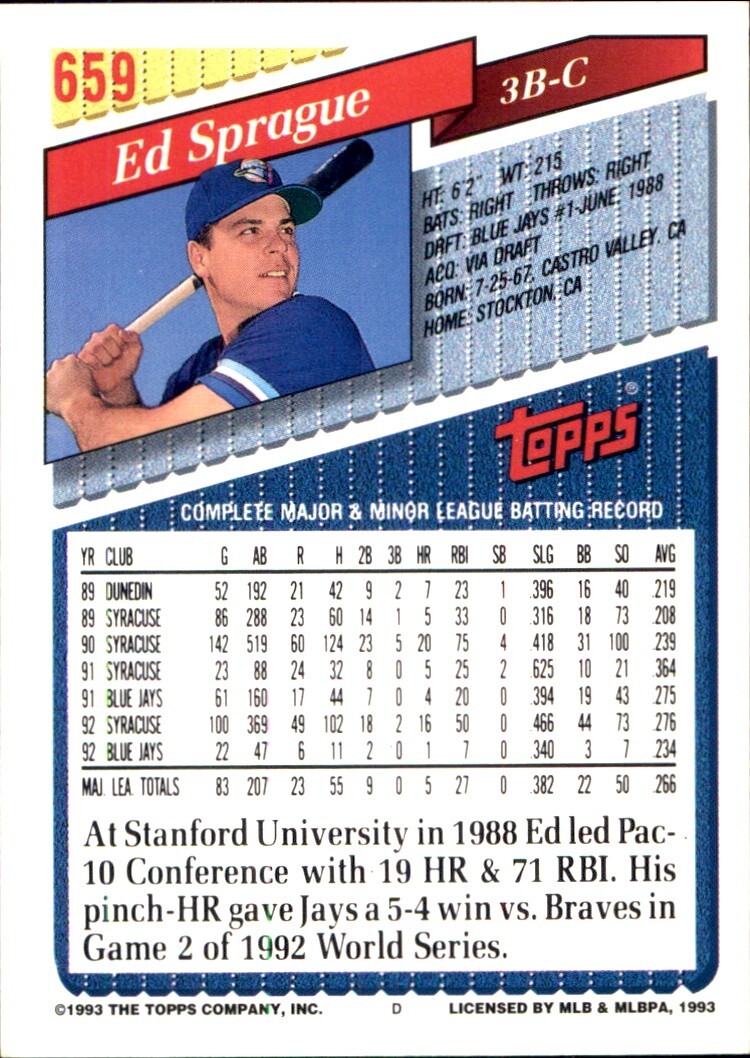 659
Ed Sprague
3B-C
HT: 6'2" WT: 215
BATS: RIGHT THROWS: RIGHT
DRFT: BLUE JAYS #1-JUNE 1988
ACQ: VIA DRAFT
BORN: 7-25-67, CASTRO VALLEY, CA
HOME: STOCKTON, CA
topps®
COMPLETE MAJOR & MINOR LEAGUE BATTING RECORD
YR CLUB G AB R H 2B 3B HR RBI SB SLG BB SO AVG
89 DUNEDIN 52 192 21 42 9 2 7 23 1 .396 16 40 .219
89 SYRACUSE 86 288 23 60 14 1 5 33 0 .316 18 73 .208
90 SYRACUSE 142 519 60 124 23 5 20 75 4 .418 31 100 .239
91 SYRACUSE 23 88 24 32 8 0 5 25 2 .625 10 21 .364
91 BLUE JAYS 61 160 17 44 7 0 4 20 0 .394 19 43 .275
92 SYRACUSE 100 369 49 102 18 2 16 50 0 .466 44 73 .276
92 BLUE JAYS 22 47 6 11 2 0 1 7 0 .340 3 7 .234
MAJ. LEA. TOTALS 83 207 23 55 9 0 5 27 0 .382 22 50 .266
At Stanford University in 1988 Ed led Pac-
10 Conference with 19 HR & 71 RBI. His
pinch-HR gave Jays a 5-4 win vs. Braves in
Game 2 of 1992 World Series.
©1993 THE TOPPS COMPANY, INC. D LICENSED BY MLB & MLBPA, 1993